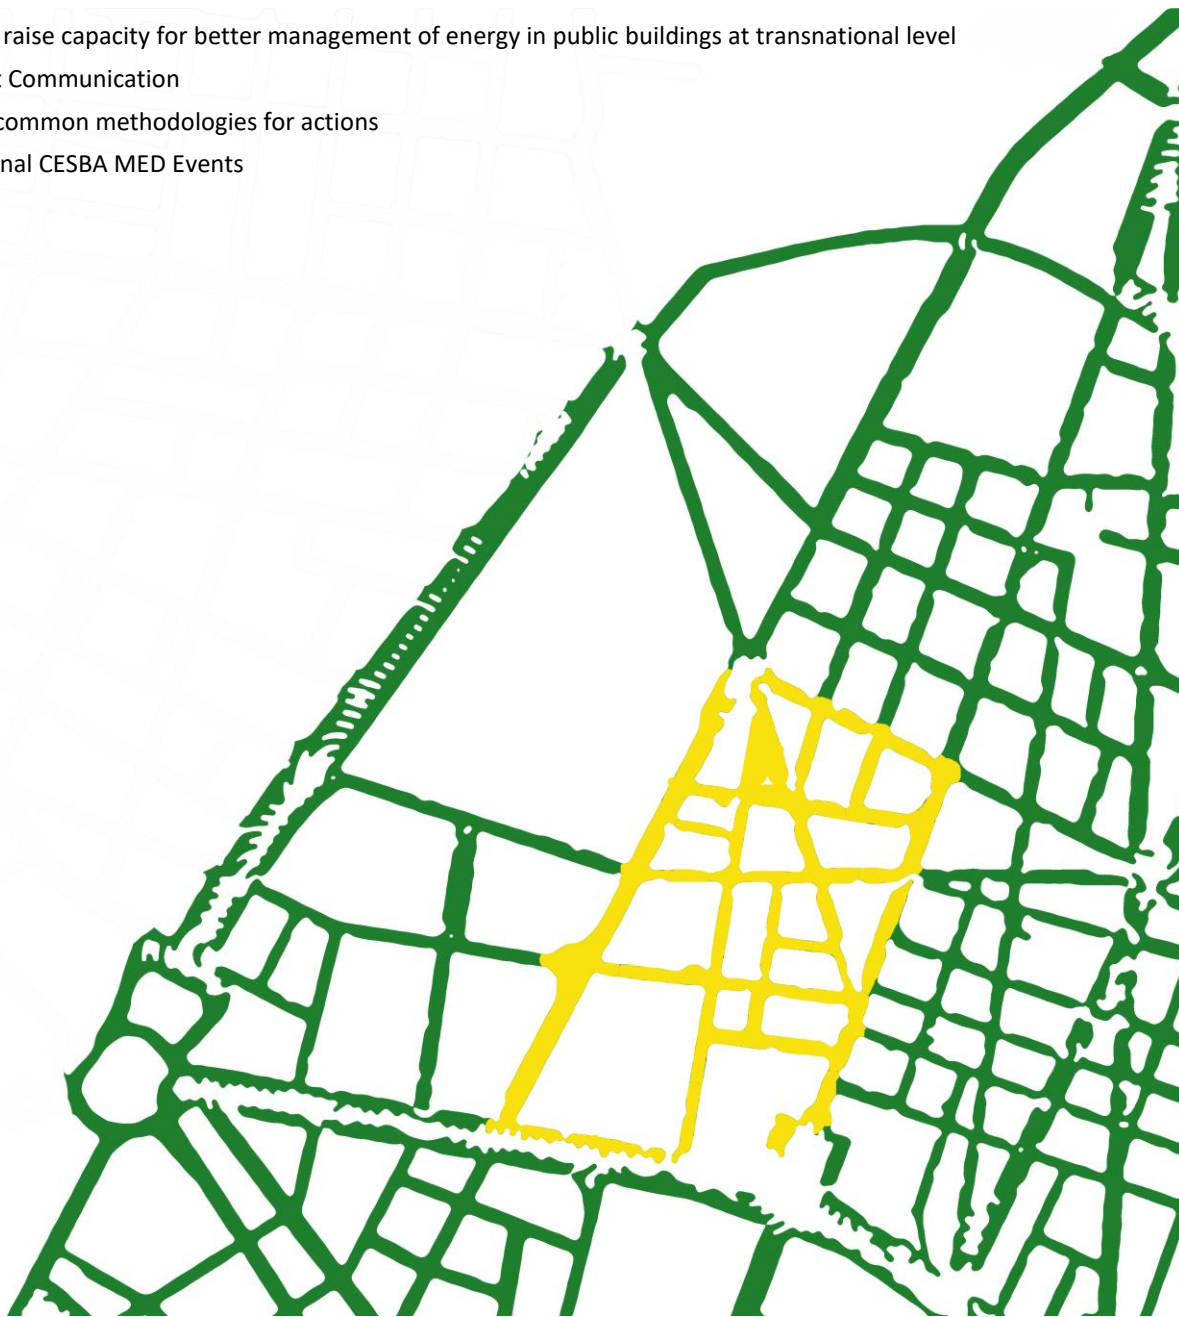 raise capacity for better management of energy in public buildings at transnational level
Communication
common methodologies for actions
nal CESBA MED Events